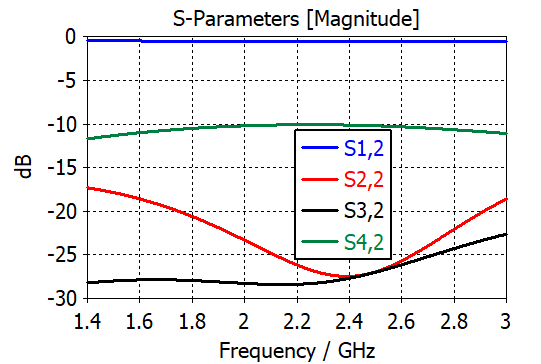 S-Parameters [Magnitude]
0
-5
-10
-15
-20
-25
-30
dB
S1,2
S2,2
S3,2
S4,2
1.4 1.6 1.8 2 2.2 2.4 2.6 2.8 3
Frequency / GHz